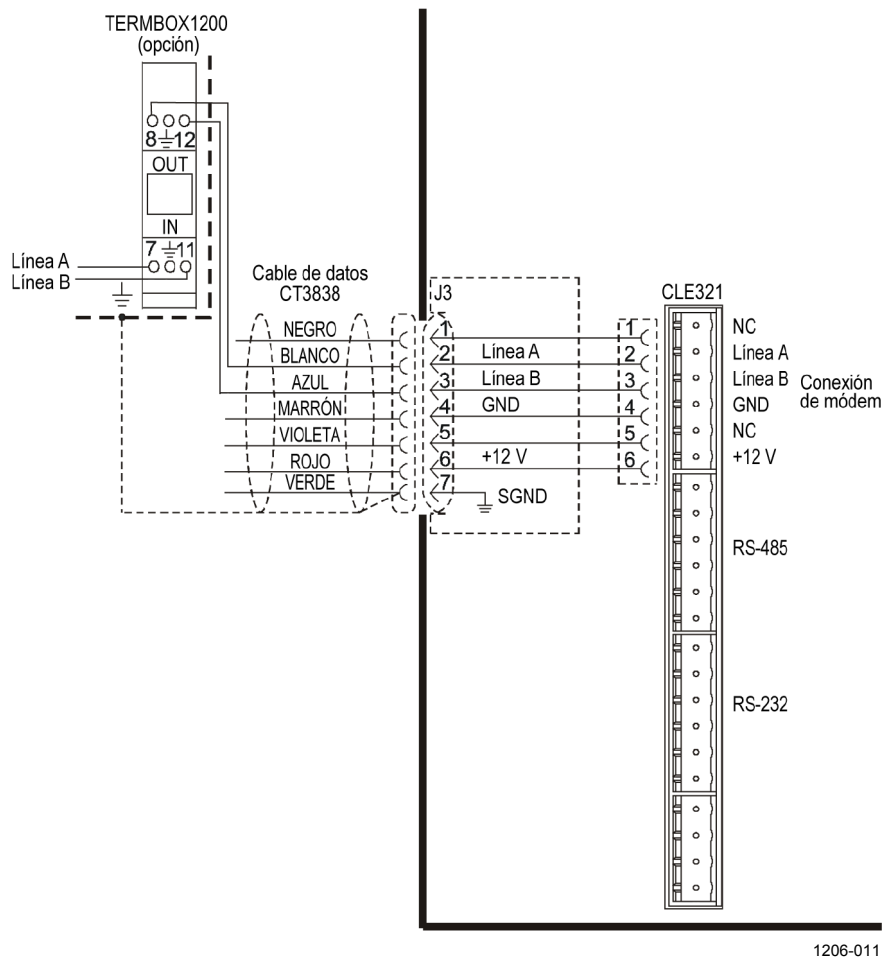 TERMBOX1200
(opción)
8 12
OUT
IN
7 11
Línea A
Línea B
Cable de datos
CT3838
NEGRO
BLANCO
AZUL
MARRÓN
VIOLETA
ROJO
VERDE
J3
1
2 Línea A
3 Línea B
4 GND
5
6 +12 V
7 SGND
1
2
3
4
5
6
CLE321
NC
Línea A
Línea B
GND
NC
+12 V
Conexión
de módem
RS-485
RS-232
1206-011